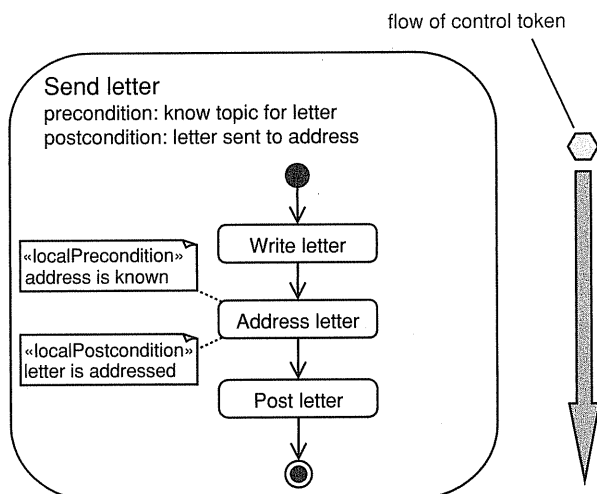 flow of control token
Send letter
precondition: know topic for letter
postcondition: letter sent to address
Write letter
«localPrecondition»
address is known
Address letter
«localPostcondition»
letter is addressed
Post letter